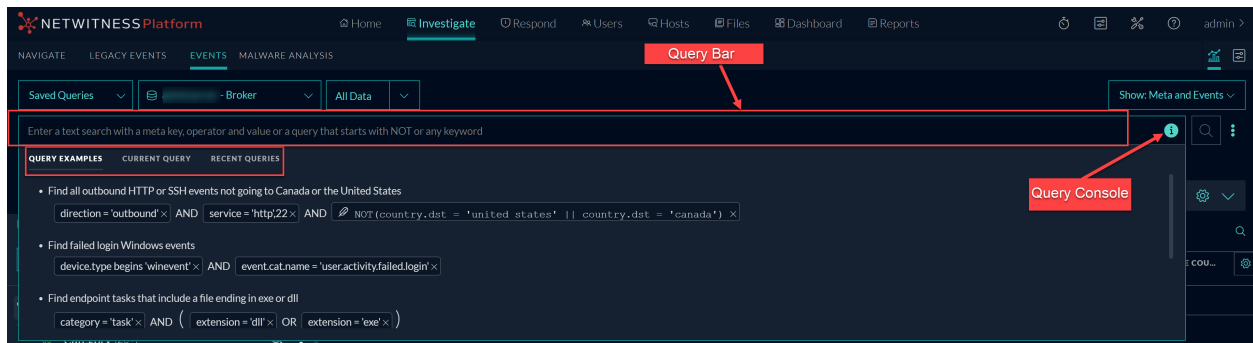 NETWITNESS Platform Home Investigate Respond Users Hosts Files Dashboard Reports admin >
NAVIGATE LEGACY EVENTS EVENTS MALWARE ANALYSIS
Query Bar
Saved Queries - Broker All Data Show: Meta and Events
Enter a text search with a meta key, operator and value or a query that starts with NOT or any keyword
QUERY EXAMPLES CURRENT QUERY RECENT QUERIES
• Find all outbound HTTP or SSH events not going to Canada or the United States
Query Console
direction = 'outbound' × AND service = 'http',22 × AND NOT(country.dst = 'united states' || country.dst = 'canada') ×
• Find failed login Windows events
device.type begins 'winevent' × AND event.cat.name = 'user.activity.failed.login' ×
E COU...
• Find endpoint tasks that include a file ending in exe or dll
category = 'task' × AND ( extension = 'dll' × OR extension = 'exe' × )